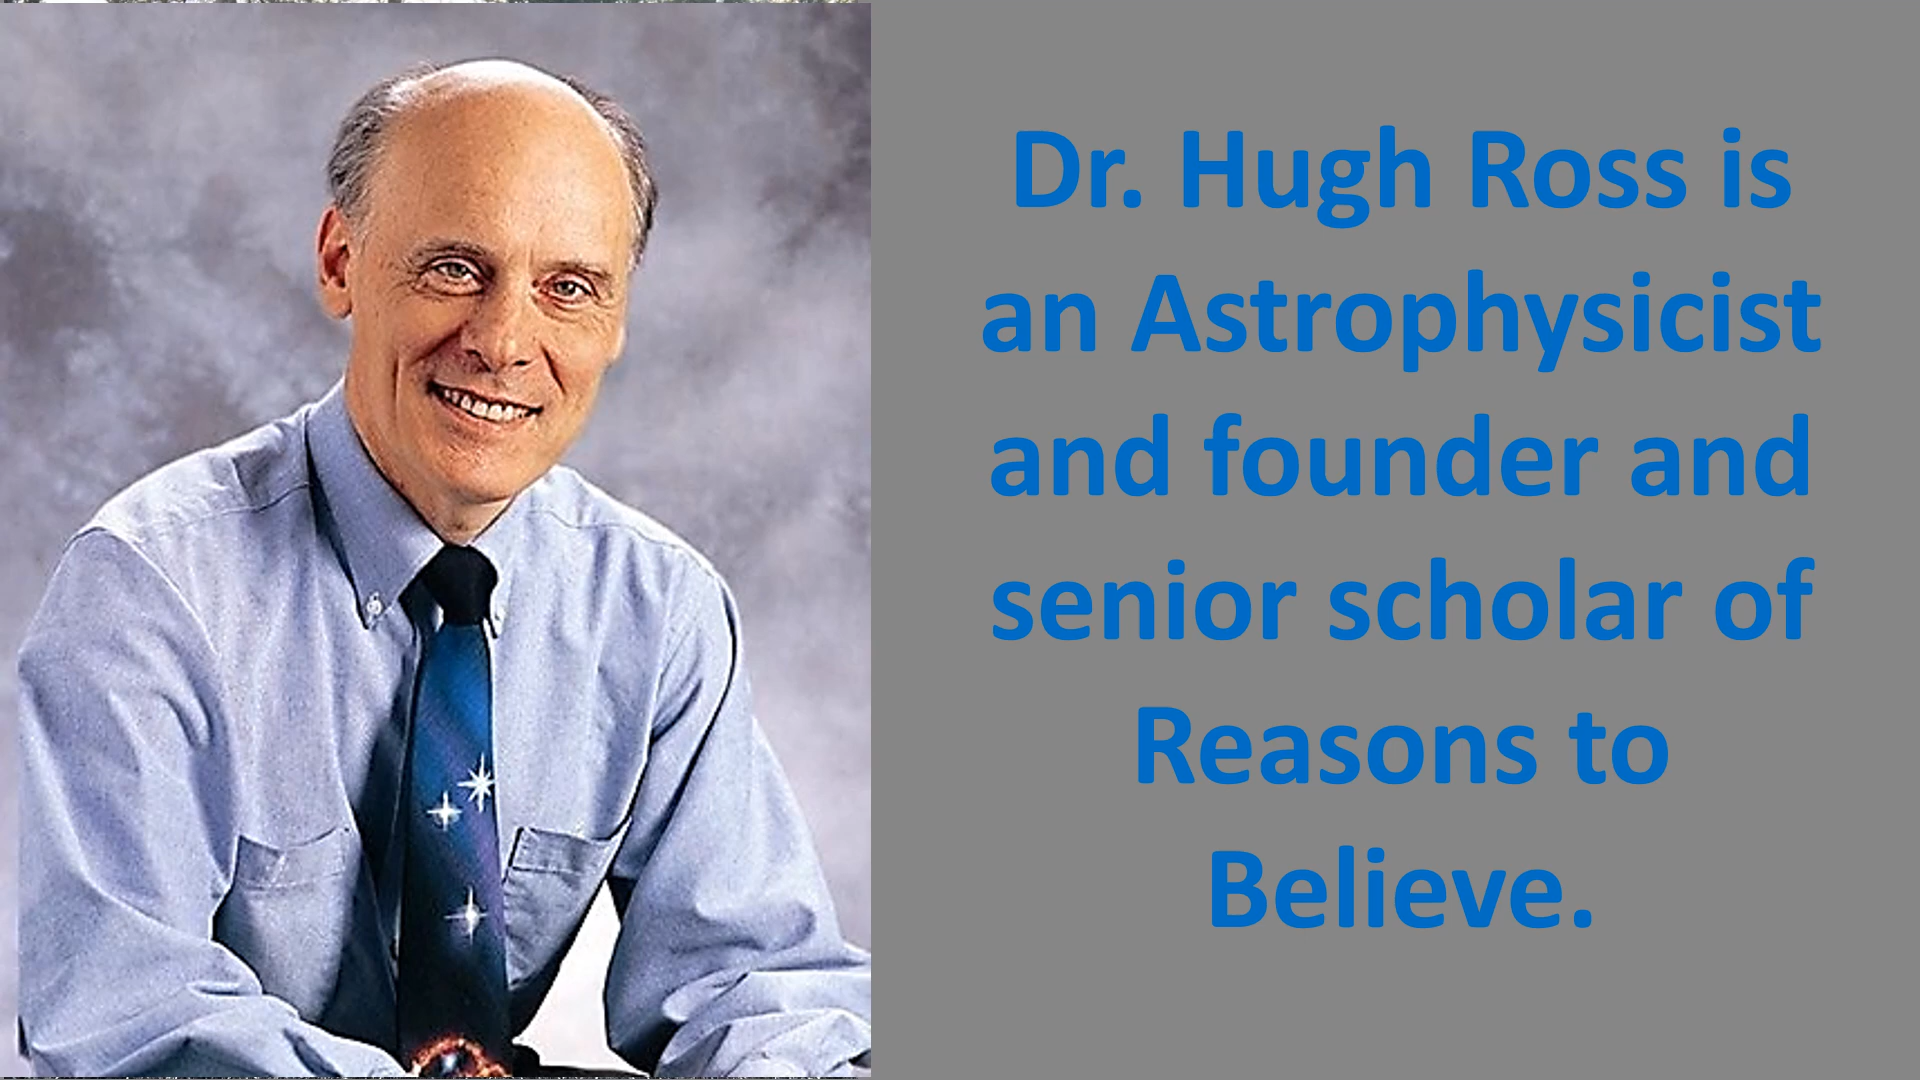 Dr. Hugh Ross is
an Astrophysicist
and founder and
senior scholar of
Reasons to
Believe.